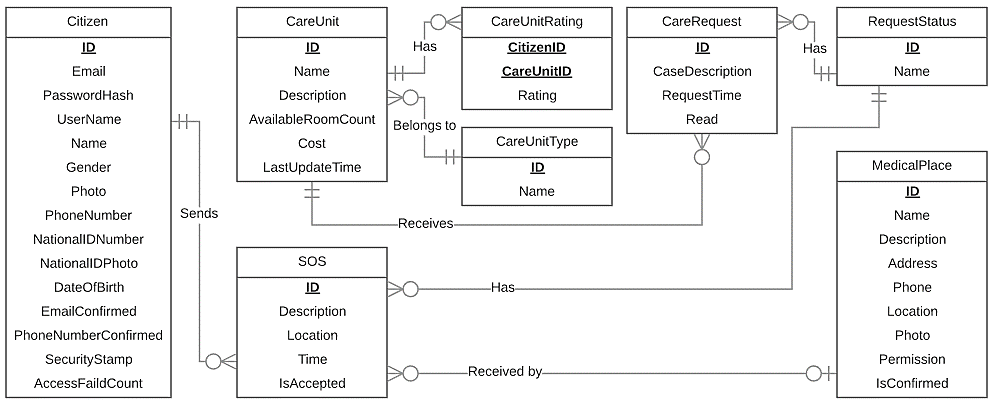 Citizen
ID
Email
PasswordHash
UserName
Name
Gender
Photo
PhoneNumber
NationalIDNumber
NationalIDPhoto
DateOfBirth
EmailConfirmed
PhoneNumberConfirmed
SecurityStamp
AccessFaildCount
Sends
CareUnit
ID
Name
Description
AvailableRoomCount
Cost
LastUpdateTime
Has
Belongs to
Receives
CareUnitRating
CitizenID
CareUnitID
Rating
CareUnitType
ID
Name
CareRequest
ID
CaseDescription
RequestTime
Read
Has
RequestStatus
ID
Name
SOS
ID
Description
Location
Time
IsAccepted
Has
Received by
MedicalPlace
ID
Name
Description
Address
Phone
Location
Photo
Permission
IsConfirmed